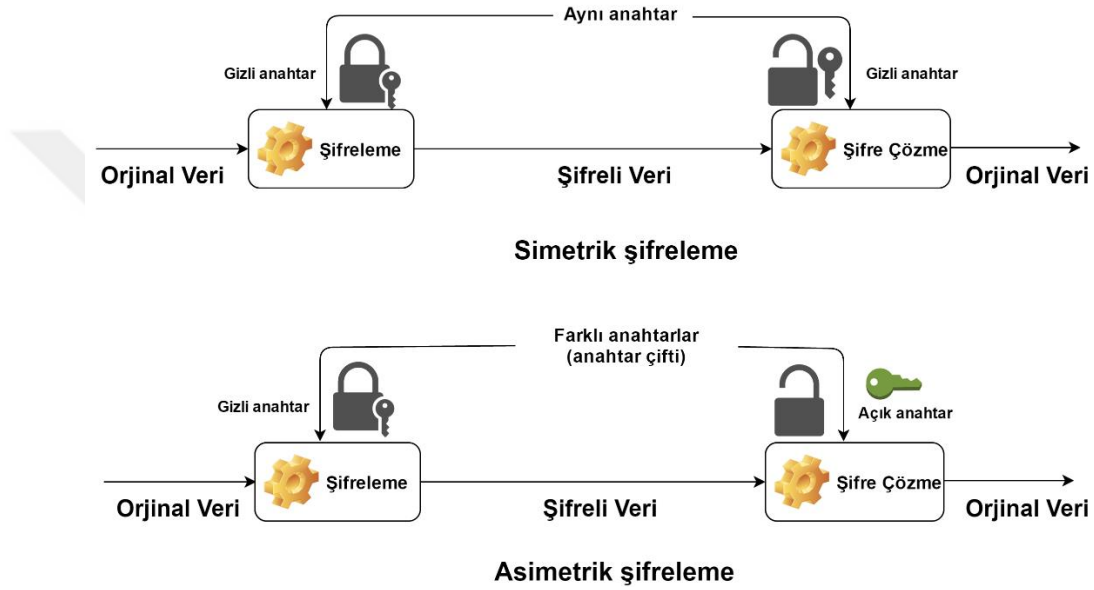 Aynı anahtar
Gizli anahtar
Gizli anahtar
Şifreleme
Şifre Çözme
Orjinal Veri
Şifreli Veri
Orjinal Veri
Simetrik şifreleme
Farklı anahtarlar
(anahtar çifti)
Gizli anahtar
Açık anahtar
Şifreleme
Şifre Çözme
Orjinal Veri
Şifreli Veri
Orjinal Veri
Asimetrik şifreleme